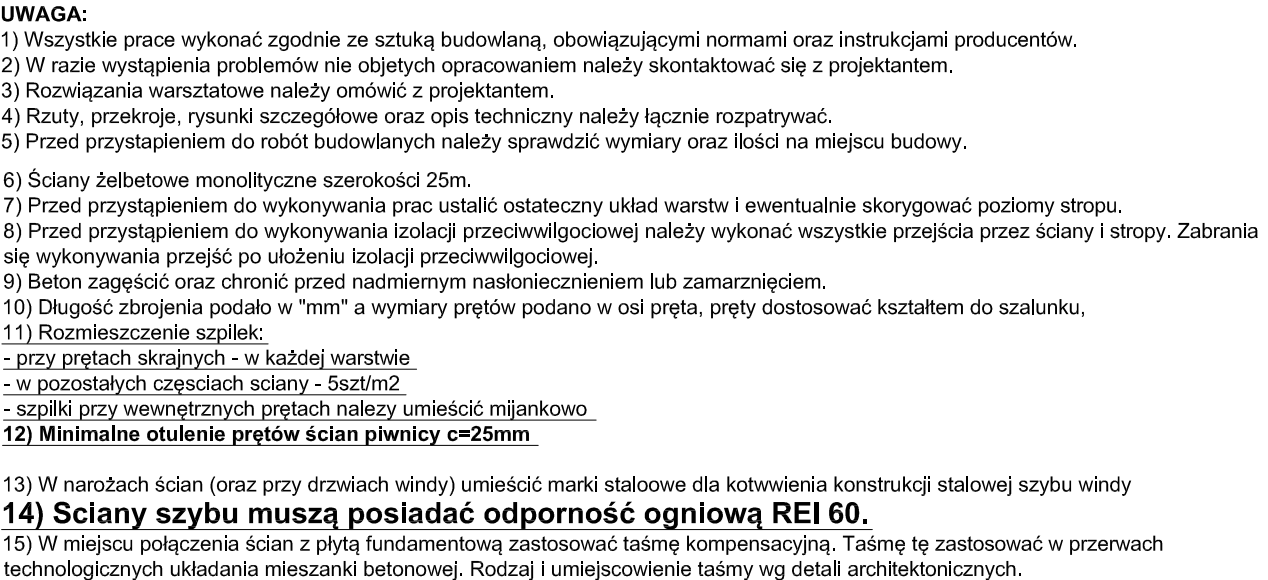 UWAGA:
1) Wszystkie prace wykonać zgodnie ze sztuką budowlaną, obowiązującymi normami oraz instrukcjami producentów.
2) W razie wystąpienia problemów nie objetych opracowaniem należy skontaktować się z projektantem.
3) Rozwiązania warsztatowe należy omówić z projektantem.
4) Rzuty, przekroje, rysunki szczegółowe oraz opis techniczny należy łącznie rozpatrywać.
5) Przed przystapieniem do robót budowlanych należy sprawdzić wymiary oraz ilości na miejscu budowy.
6) Ściany żelbetowe monolityczne szerokości 25m.
7) Przed przystąpieniem do wykonywania prac ustalić ostateczny układ warstw i ewentualnie skorygować poziomy stropu.
8) Przed przystąpieniem do wykonywania izolacji przeciwwilgociowej należy wykonać wszystkie przejścia przez ściany i stropy. Zabrania
się wykonywania przejść po ułożeniu izolacji przeciwwilgociowej.
9) Beton zagęścić oraz chronić przed nadmiernym nasłoniecznieniem lub zamarznięciem.
10) Długość zbrojenia podało w "mm" a wymiary prętów podano w osi pręta, pręty dostosować kształtem do szalunku,
11) Rozmieszczenie szpilek:
- przy prętach skrajnych - w każdej warstwie
- w pozostałych częsciach sciany - 5szt/m2
- szpilki przy wewnętrznych prętach nalezy umieścić mijankowo
12) Minimalne otulenie prętów ścian piwnicy c=25mm
13) W narożach ścian (oraz przy drzwiach windy) umieścić marki staloowe dla kotwwienia konstrukcji stalowej szybu windy
14) Sciany szybu muszą posiadać odporność ogniową REI 60.
15) W miejscu połączenia ścian z płytą fundamentową zastosować taśmę kompensacyjną. Taśmę tę zastosować w przerwach
technologicznych układania mieszanki betonowej. Rodzaj i umiejscowienie taśmy wg detali architektonicznych.